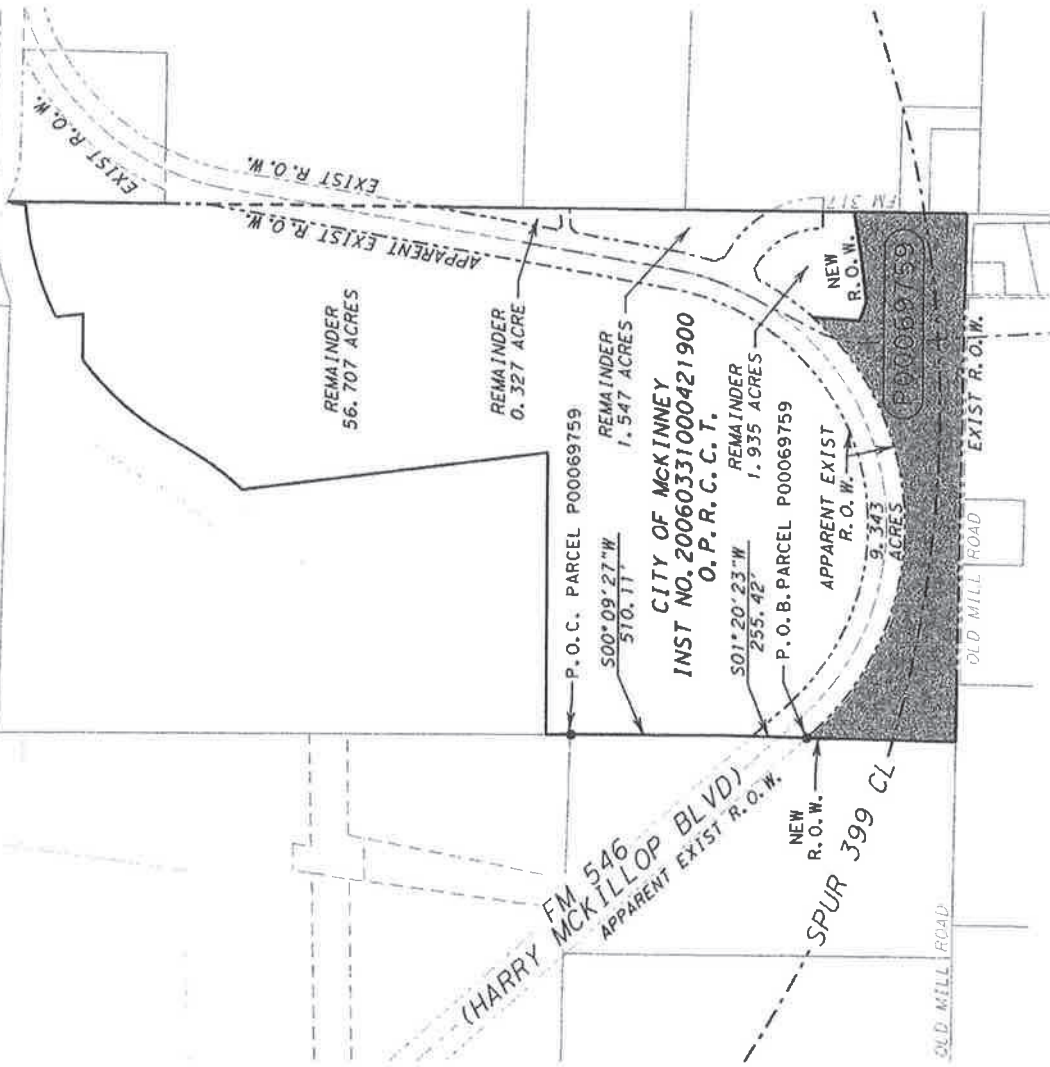 EXIST R.O.W.
EXIST R.O.W.
APPARENT EXIST R.O.W.
REMAINDER
56.707 ACRES
REMAINDER
0.327 ACRE
REMAINDER
1.547 ACRES
FM 317
NEW
R.O.W.
P00069759
P.O.C. PARCEL P00069759
S00°09'27"W
510.11'
CITY OF McKINNEY
INST NO.20060331000421900
O.P.R.C.C.T.
REMAINDER
1.935 ACRES
S01°20'23"W
255.42'
P.O.B. PARCEL P00069759
APPARENT EXIST
R.O.W.
9.343
ACRES
EXIST R.O.W.
OLD MILL ROAD
FM 546
(HARRY MCKILLOP BLVD)
APPARENT EXIST R.O.W.
NEW
R.O.W.
SPUR 399 CL
OLD MILL ROAD